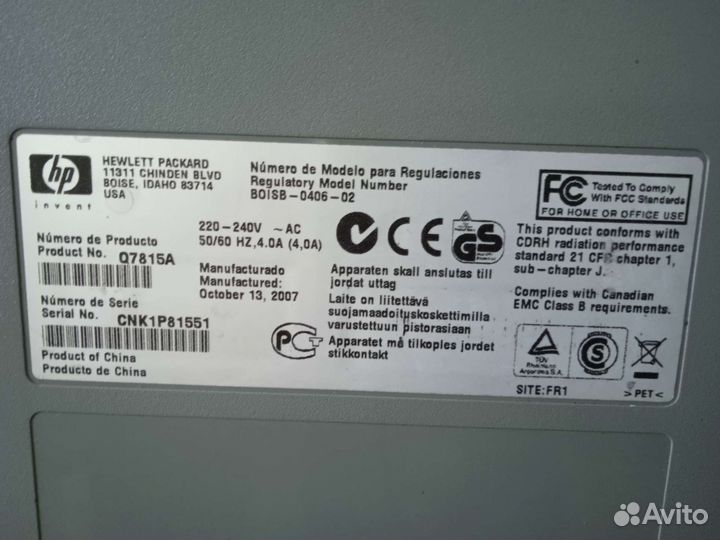 hp
invent
HEWLETT PACKARD
11311 CHINDEN BLVD
BOISE, IDAHO 83714
USA
Número de Modelo para Regulaciones
Regulatory Model Number
BOISB-0406-02
FC Tested To Comply
With FCC Standards
FOR HOME OR OFFICE USE
220-240V ~ AC
50/60 HZ, 4.0A (4,0A)
Número de Producto
Product No. Q7815A
Manufacturado
Manufactured:
October 13, 2007
Número de Serie
Serial No. CNK1P81551
Product of China
Producto de China
CE
GS
Apparaten skall anslutas till
jordat uttag
Laite on liitettävä
suojamaadoituskoskettimilla
varustettuun pistorasiaan
Apparatet må tilkoples jordet
stikkontakt
This product conforms with
CDRH radiation performance
standard 21 CFR chapter 1,
sub-chapter J.
Complies with Canadian
EMC Class B requirements.
TÜV
Rheinland
Argentina S.A.
S
SITE:FR1
>PET<
Avito